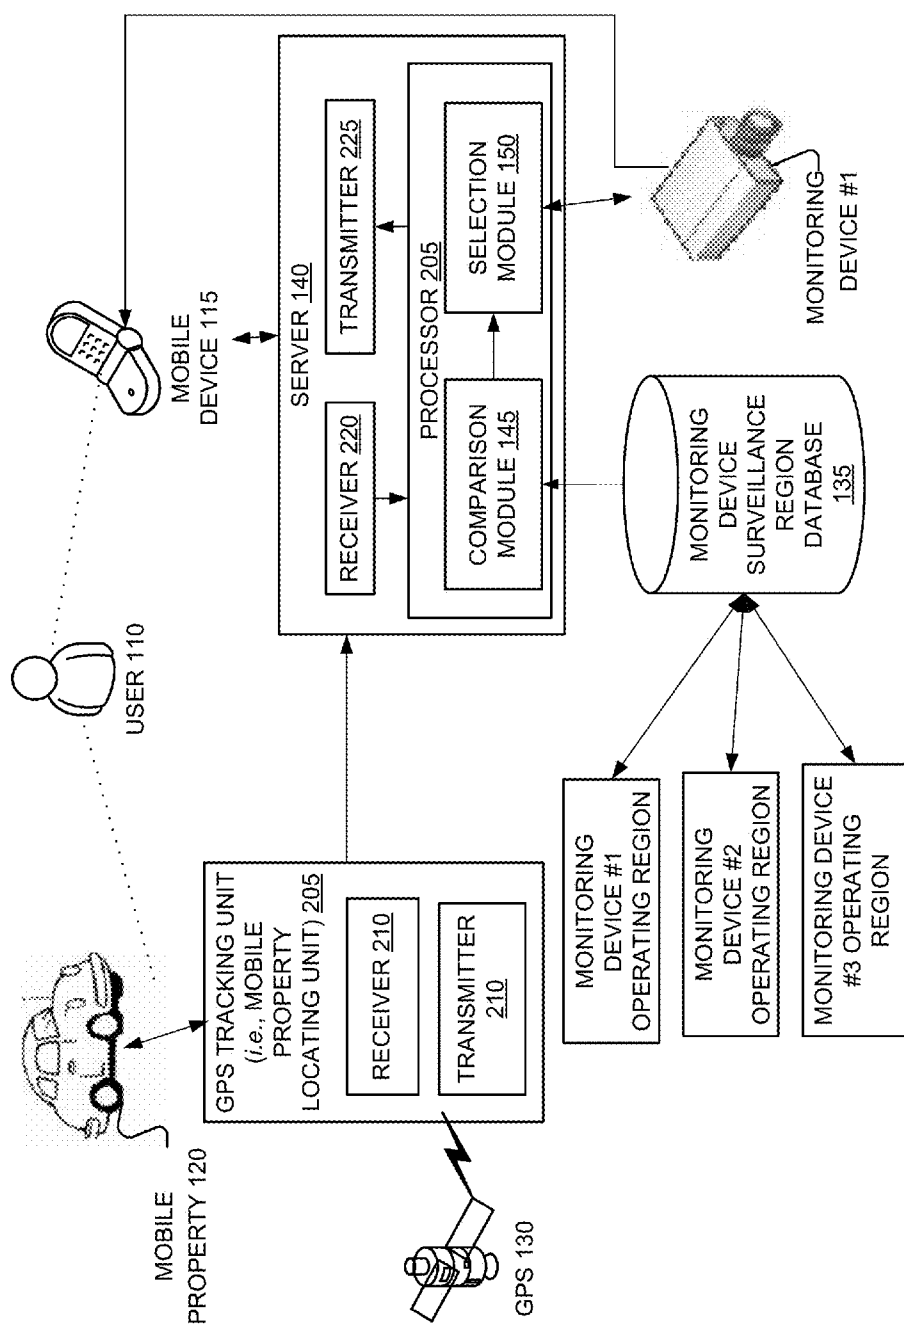 MOBILE
PROPERTY 120
USER 110
MOBILE
DEVICE 115
GPS 130
GPS TRACKING UNIT
(i.e., MOBILE
PROPERTY
LOCATING UNIT) 205
RECEIVER 210
TRANSMITTER
210
SERVER 140
RECEIVER 220
TRANSMITTER 225
PROCESSOR 205
COMPARISON
MODULE 145
SELECTION
MODULE 150
MONITORING
DEVICE #1
OPERATING REGION
MONITORING
DEVICE #2
OPERATING REGION
MONITORING DEVICE
#3 OPERATING
REGION
MONITORING
DEVICE
SURVEILLANCE
REGION
DATABASE
135
MONITORING
DEVICE #1